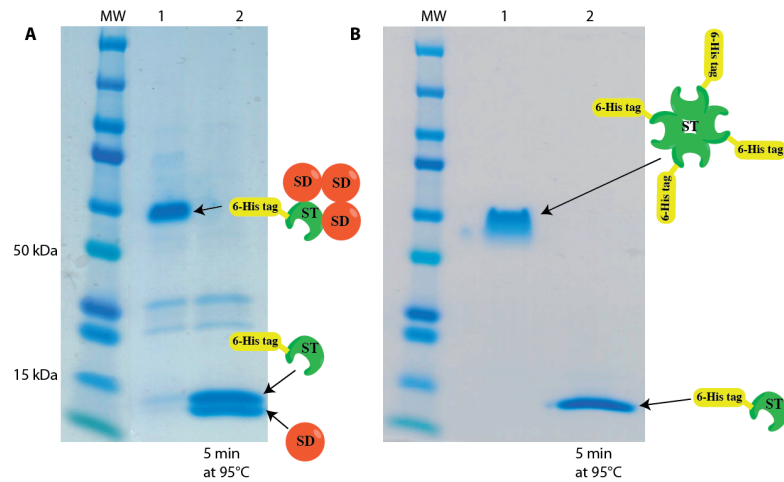 A
MW
1
2
50 kDa
15 kDa
6-His tag
ST
SD
SD
SD
6-His tag
ST
SD
5 min
at 95°C
B
1
2
6-His tag
6-His tag
ST
6-His tag
6-His tag
6-His tag
ST
5 min
at 95°C